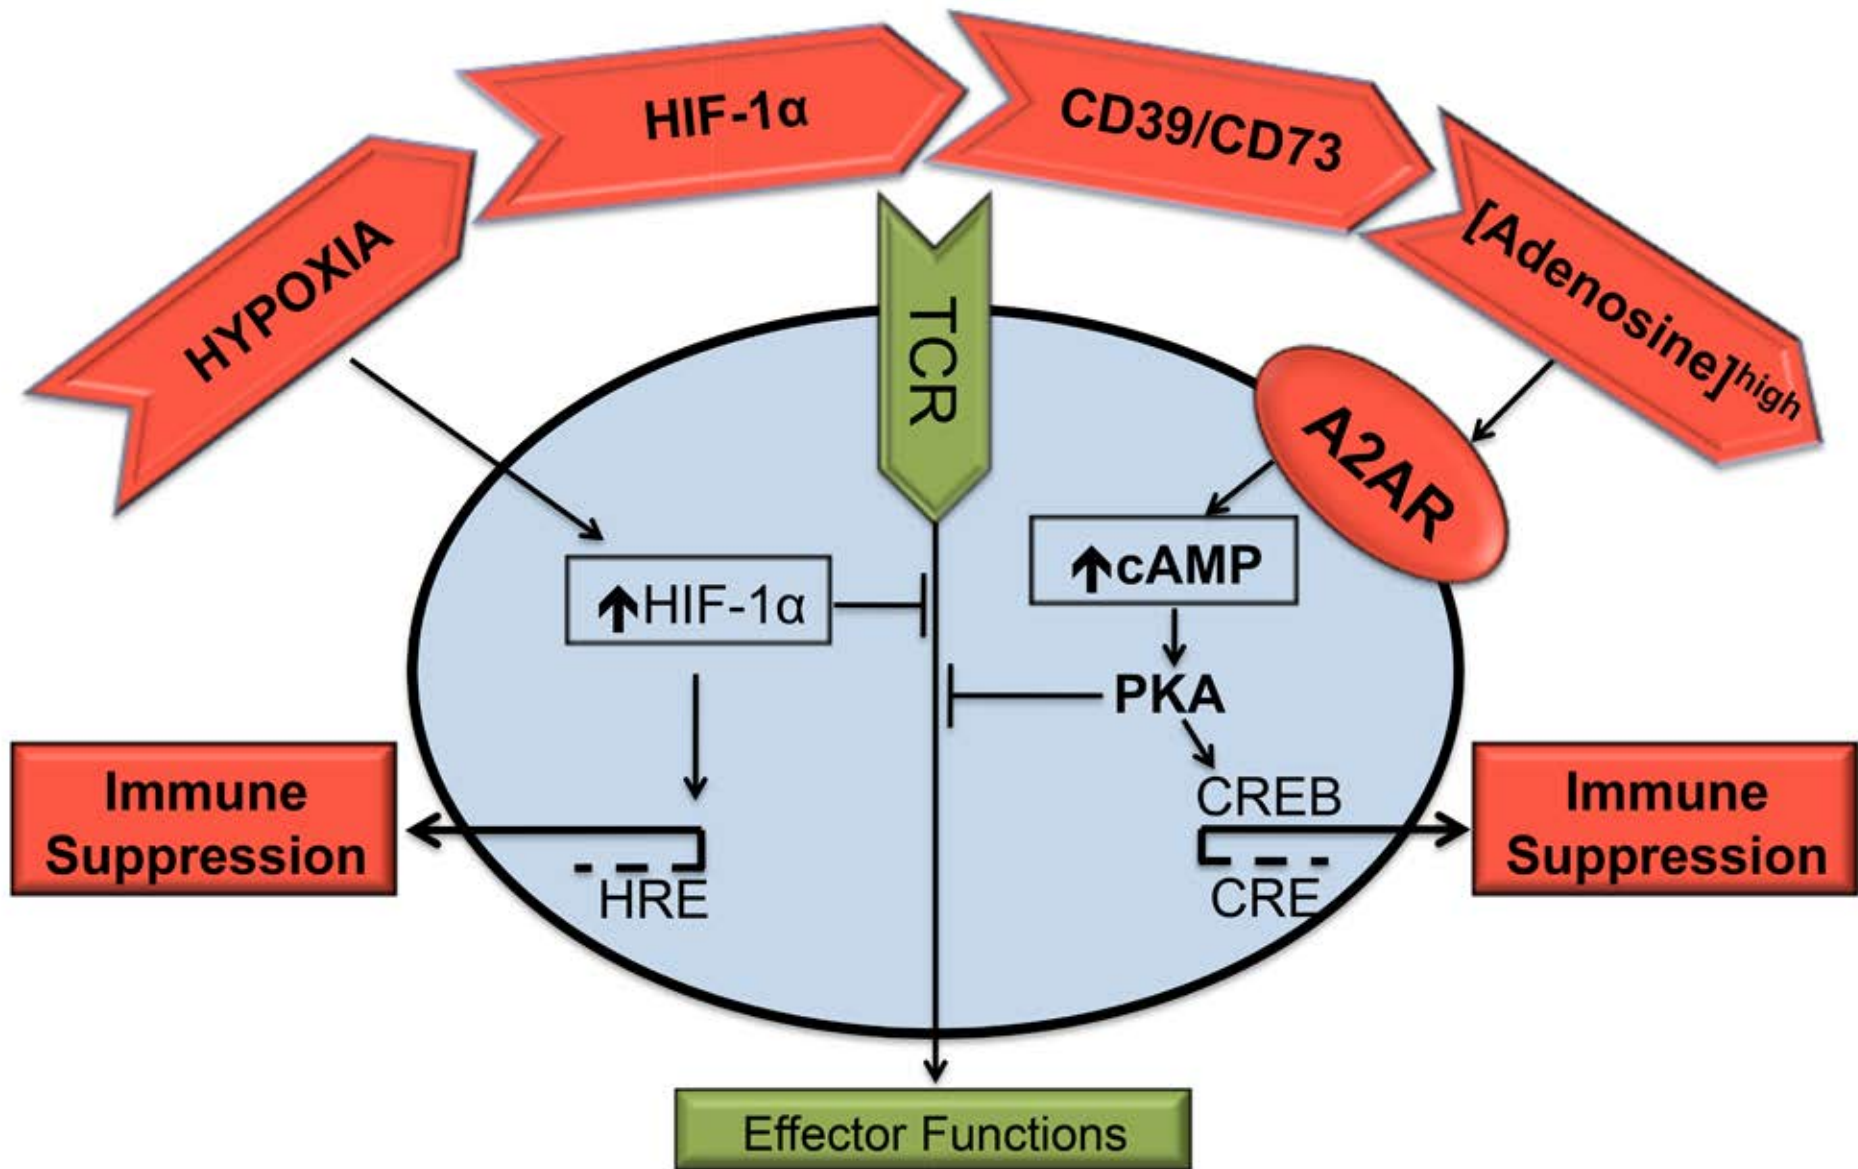 HYPOXIA
HIF-1α
CD39/CD73
[Adenosine]high
TCR
A2AR
↑HIF-1α
↑cAMP
PKA
CREB
HRE
CRE
Immune
Suppression
Immune
Suppression
Effector Functions